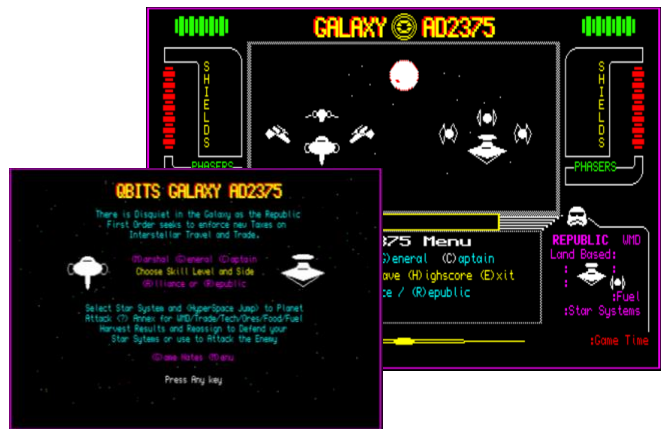 GALAXY AD2375
SHIELDS
SHIELDS
PHASERS
PHASERS
375 Menu
eneral (C)aptain
ave (H)ighscore (E)xit
ce / (R)epublic
REPUBLIC WMD
Land Based:
:
:
:Fuel
:Star Systems
:Game Time
QBITS GALAXY AD2375
There is Disquiet in the Galaxy as the Republic
First Order seeks to enforce new Taxes on
Interstellar Travel and Trade.
(M)arshal (G)eneral (C)aptain
Choose Skill Level and Side
(A)lliance or (R)epublic
Select Star System and (H)yperSpace Jump) to Planet
Attack (?) Annex for WMD/Trade/Tech/Ores/Food/Fuel
Harvest Results and Reassign to Defend your
Star Sytems or use to Attack the Enemy
(G)ame Notes (M)enu
Press Any key